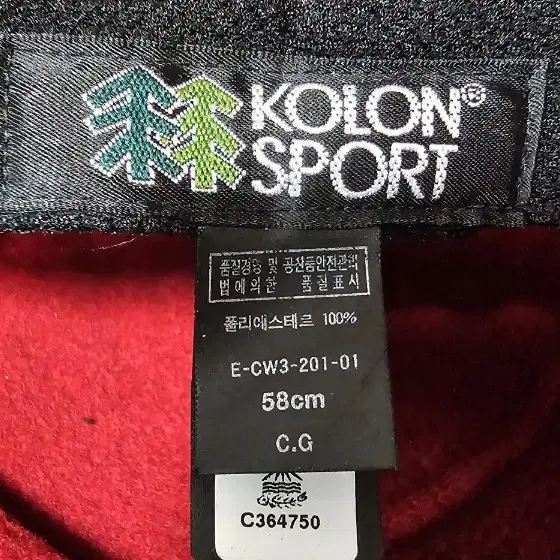 KOLON®
SPORT
품질경영 및 공산품안전관리
법에의한 품질표시
폴리에스테르 100%
E-CW3-201-01
58cm
C.G
C364750